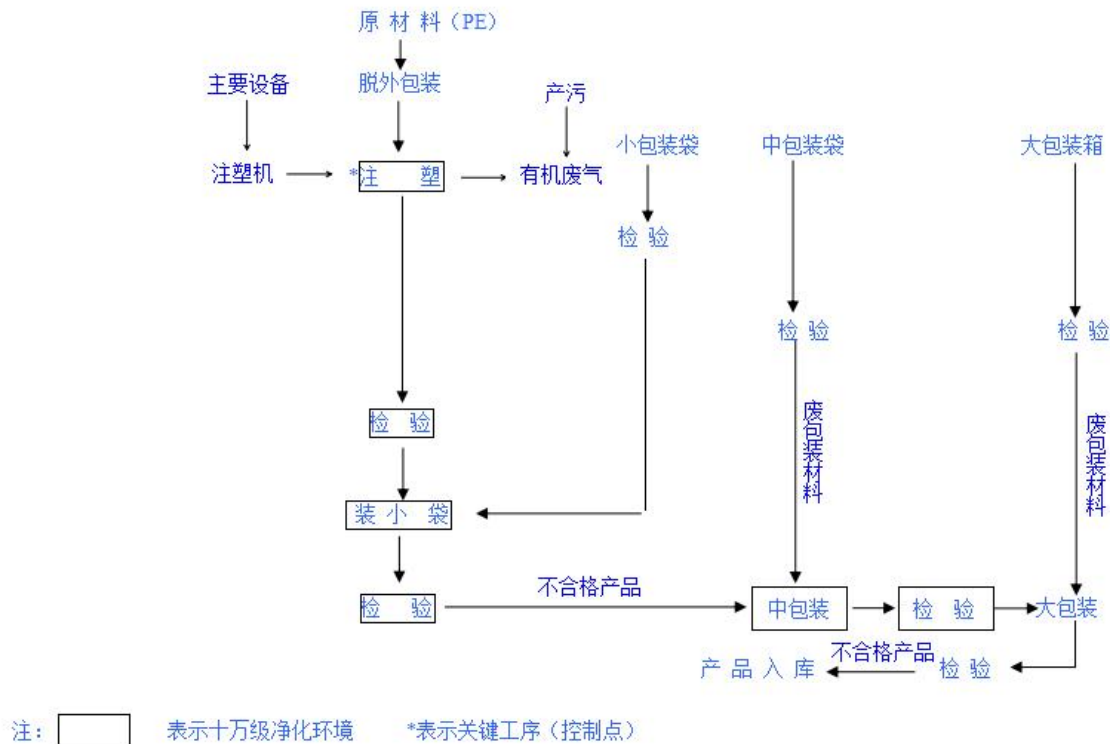 原 材 料（PE）
主要设备
脱外包装
产污
小包装袋
中包装袋
大包装箱
注塑机
*注 塑
有机废气
检 验
检 验
检 验
废包装材料
废包装材料
检 验
装 小 袋
不合格产品
检 验
中包装
检 验
大包装
不合格产品
产 品 入 库
检 验
注：
表示十万级净化环境
*表示关键工序（控制点）